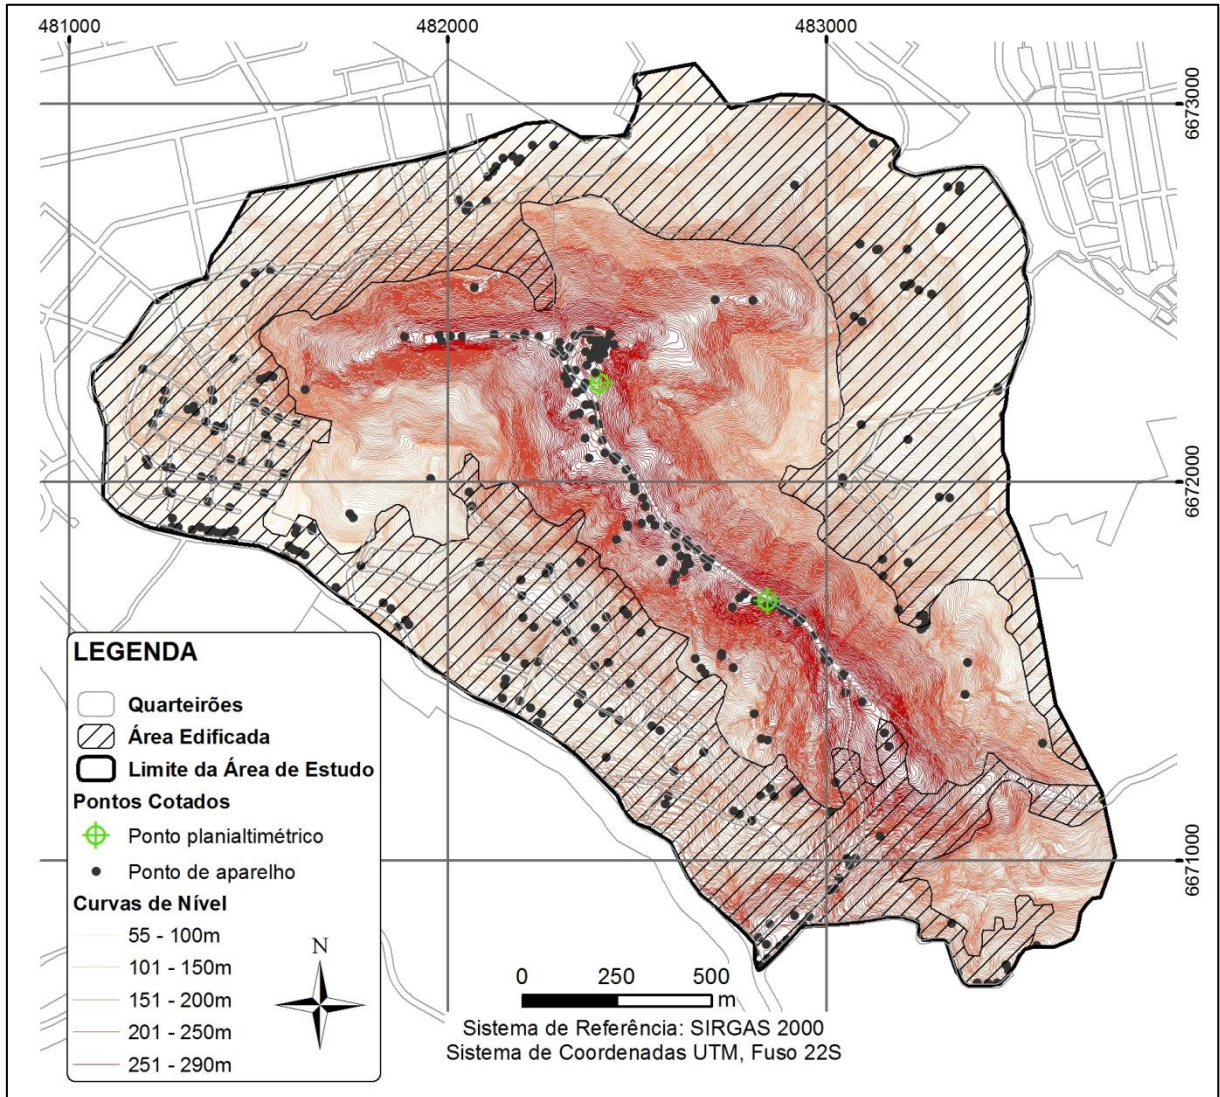 481000 482000 483000
6673000
6672000
6671000
LEGENDA
Quarteirões
Área Edificada
Limite da Área de Estudo
Pontos Cotados
Ponto planialtimétrico
Ponto de aparelho
Curvas de Nível
55 - 100m
101 - 150m
151 - 200m
201 - 250m
251 - 290m
N
0 250 500
m
Sistema de Referência: SIRGAS 2000
Sistema de Coordenadas UTM, Fuso 22S